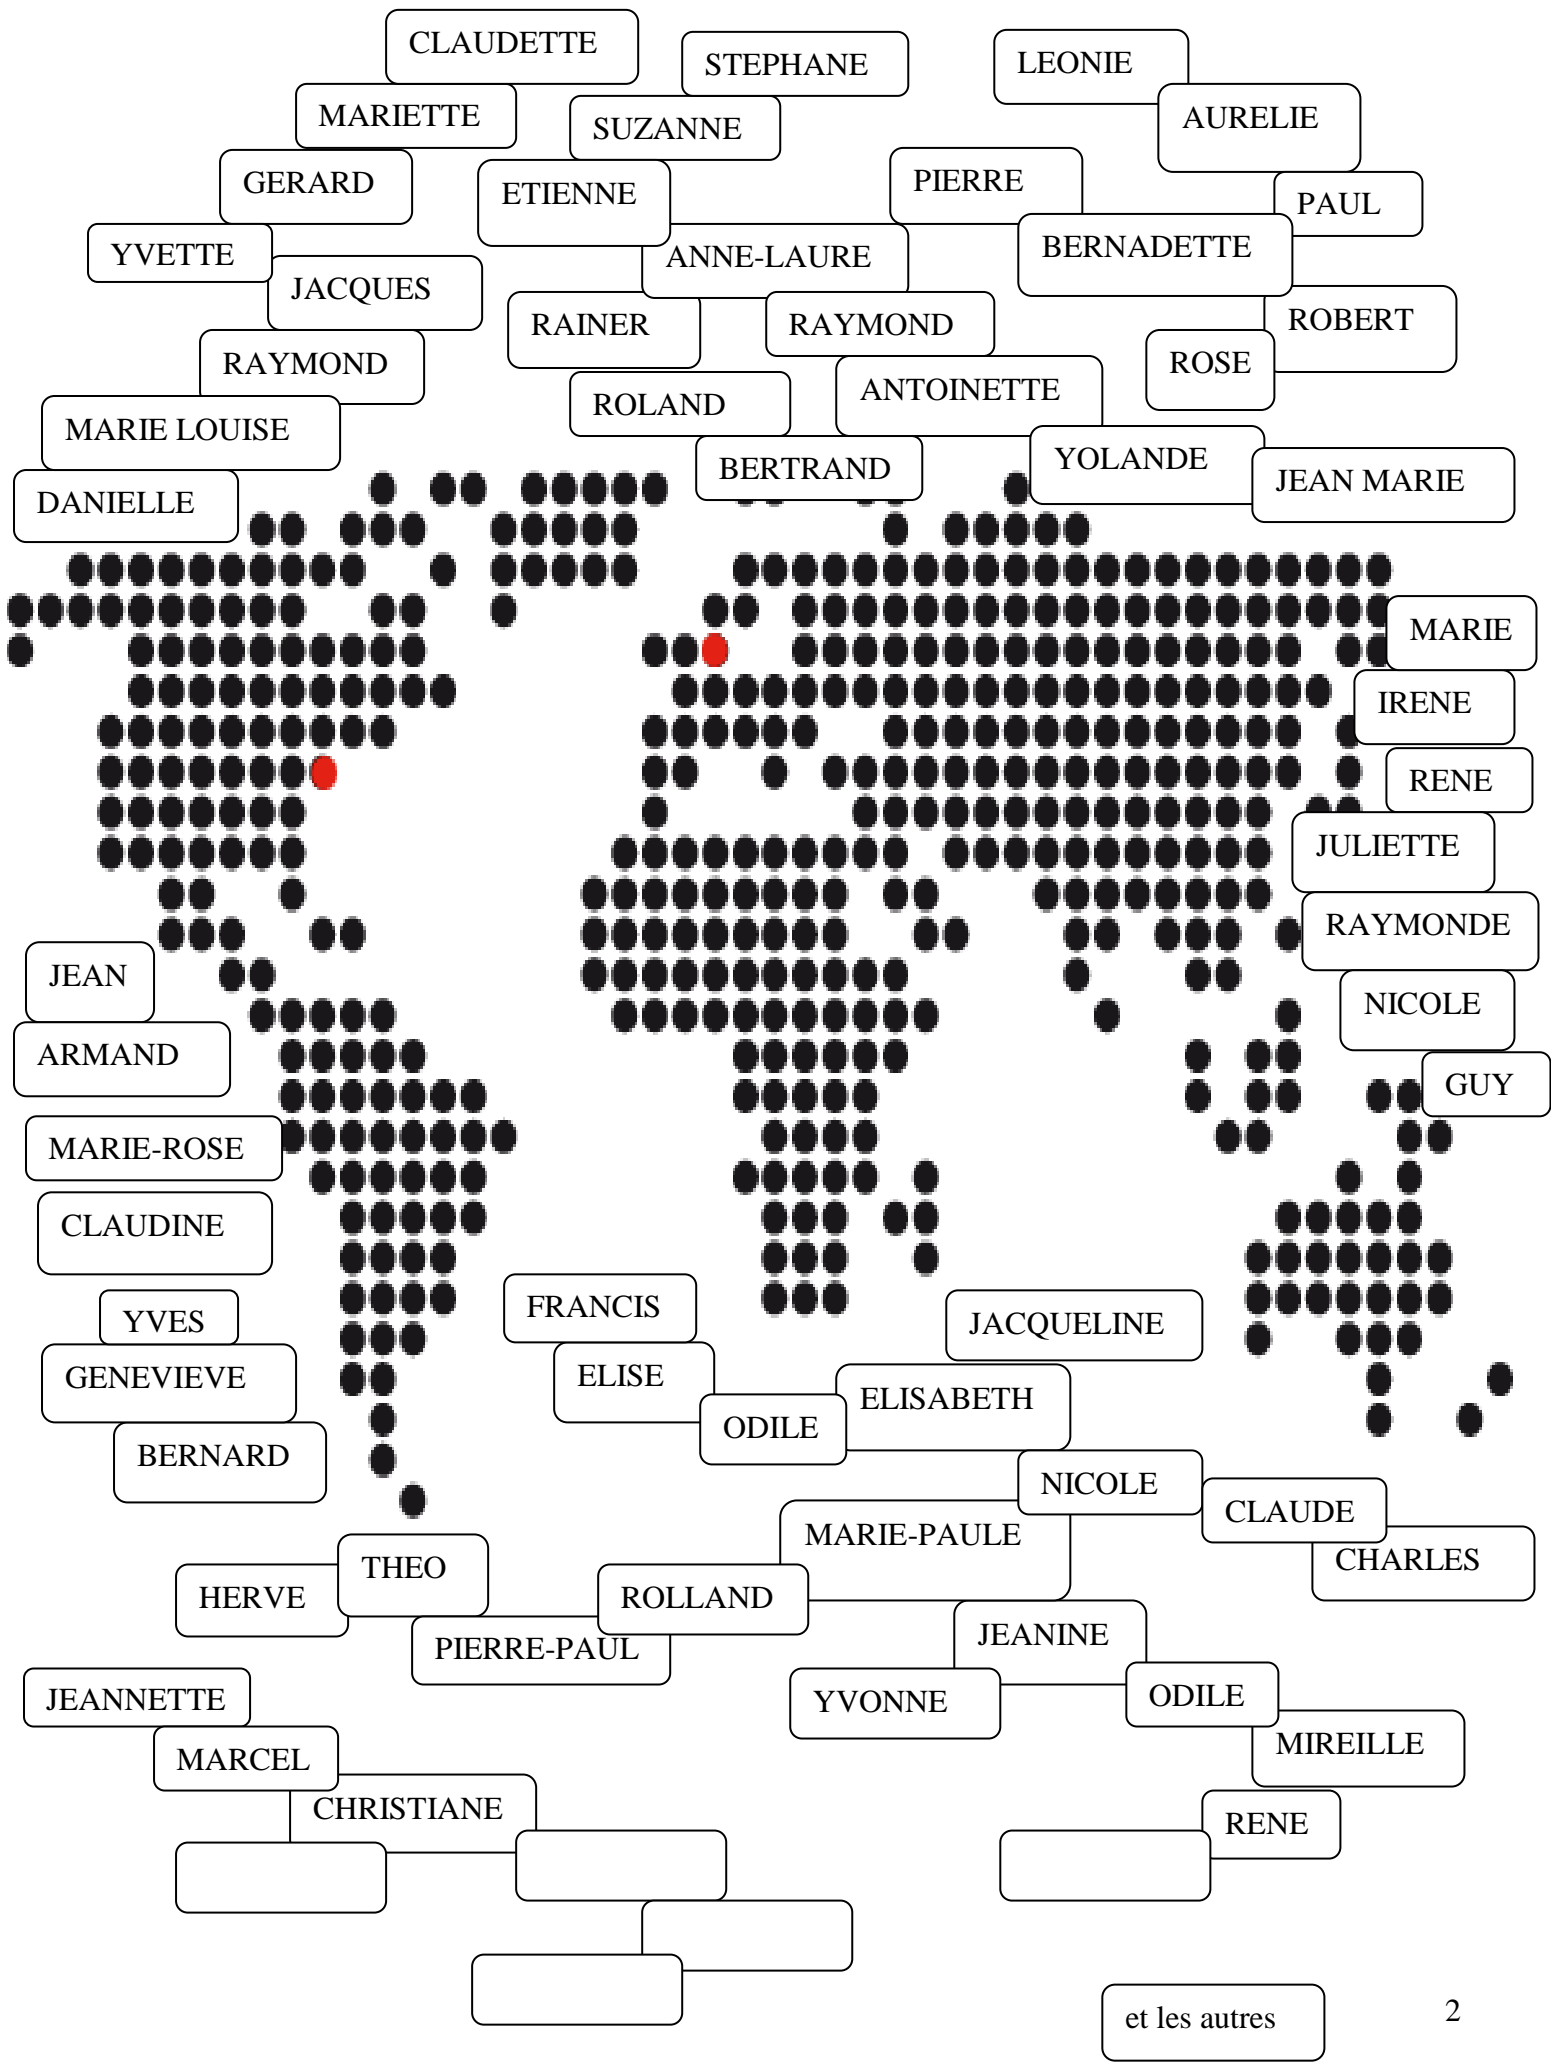 CLAUDETTE
STEPHANE
LEONIE
MARIETTE
SUZANNE
AURELIE
GERARD
ETIENNE
PIERRE
PAUL
YVETTE
ANNE-LAURE
BERNADETTE
JACQUES
RAINER
RAYMOND
ROBERT
RAYMOND
ROLAND
ANTOINETTE
ROSE
MARIE LOUISE
BERTRAND
YOLANDE
JEAN MARIE
DANIELLE
MARIE
IRENE
RENE
JULIETTE
RAYMONDE
JEAN
NICOLE
ARMAND
GUY
MARIE-ROSE
CLAUDINE
YVES
FRANCIS
JACQUELINE
GENEVIEVE
ELISE
ELISABETH
ODILE
BERNARD
NICOLE
CLAUDE
MARIE-PAULE
CHARLES
THEO
HERVE
ROLLAND
PIERRE-PAUL
JEANINE
JEANNETTE
YVONNE
ODILE
MARCEL
MIREILLE
CHRISTIANE
RENE
et les autres
2